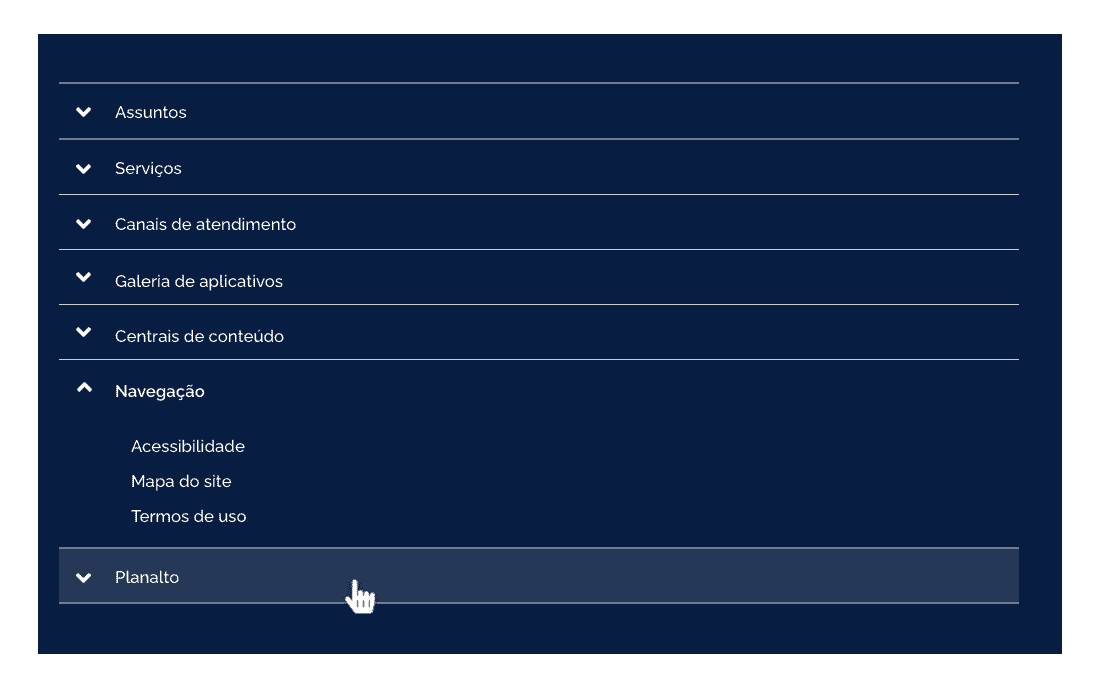 Assuntos
Serviços
Canais de atendimento
Galeria de aplicativos
Centrais de conteúdo
Navegação
Acessibilidade
Mapa do site
Termos de uso
Planalto